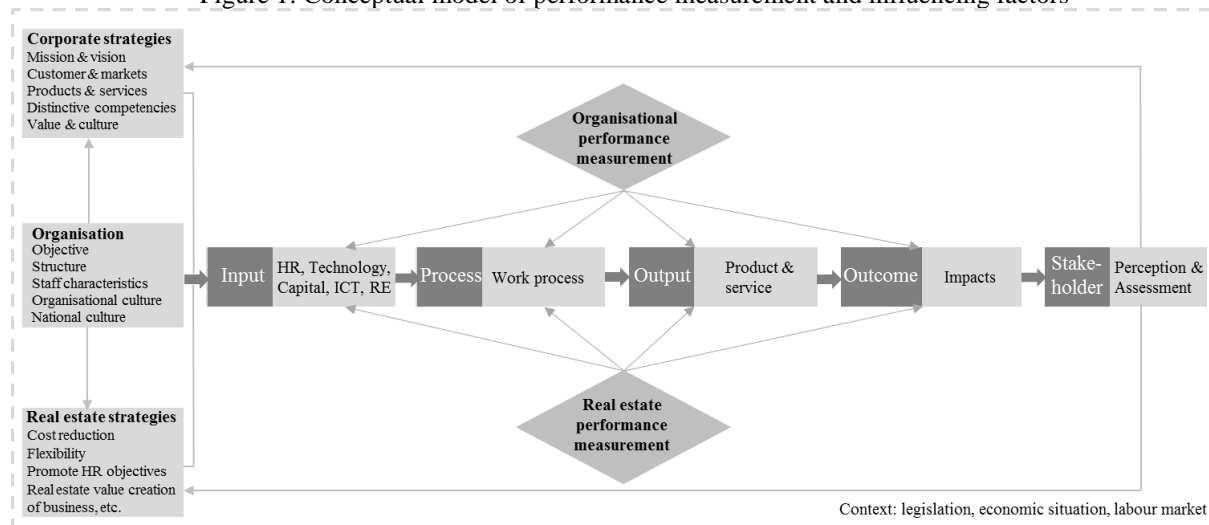 Figure 1: Conceptual model of performance measurement and influencing factors
Corporate strategies
Mission & vision
Customer & markets
Products & services
Distinctive competencies
Value & culture
Organisational
performance
measurement
Organisation
Objective
Structure
Staff characteristics
Organisational culture
National culture
Input
HR, Technology,
Capital, ICT, RE
Process
Work process
Output
Product &
service
Outcome
Impacts
Stake-
holder
Perception &
Assessment
Real estate strategies
Cost reduction
Flexibility
Promote HR objectives
Real estate value creation
of business, etc.
Real estate
performance
measurement
Context: legislation, economic situation, labour market